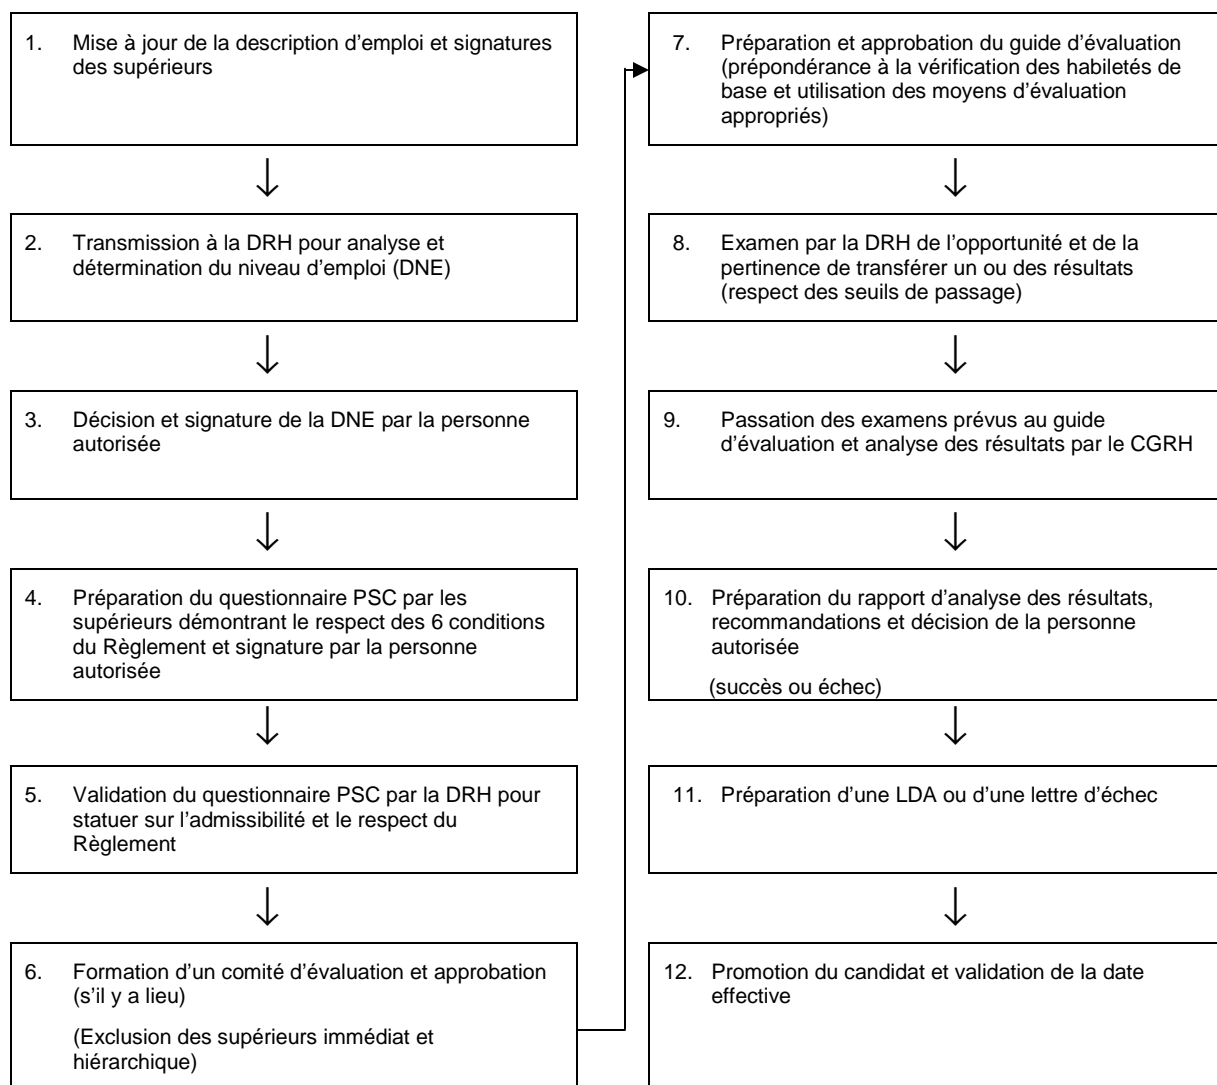 1. Mise à jour de la description d’emploi et signatures
des supérieurs
2. Transmission à la DRH pour analyse et
détermination du niveau d’emploi (DNE)
3. Décision et signature de la DNE par la personne
autorisée
4. Préparation du questionnaire PSC par les
supérieurs démontrant le respect des 6 conditions
du Règlement et signature par la personne
autorisée
5. Validation du questionnaire PSC par la DRH pour
statuer sur l’admissibilité et le respect du
Règlement
6. Formation d’un comité d’évaluation et approbation
(s’il y a lieu)
(Exclusion des supérieurs immédiat et
hiérarchique)
7. Préparation et approbation du guide d’évaluation
(prépondérance à la vérification des habiletés de
base et utilisation des moyens d’évaluation
appropriés)
8. Examen par la DRH de l’opportunité et de la
pertinence de transférer un ou des résultats
(respect des seuils de passage)
9. Passation des examens prévus au guide
d’évaluation et analyse des résultats par le CGRH
10. Préparation du rapport d’analyse des résultats,
recommandations et décision de la personne
autorisée
(succès ou échec)
11. Préparation d’une LDA ou d’une lettre d’échec
12. Promotion du candidat et validation de la date
effective